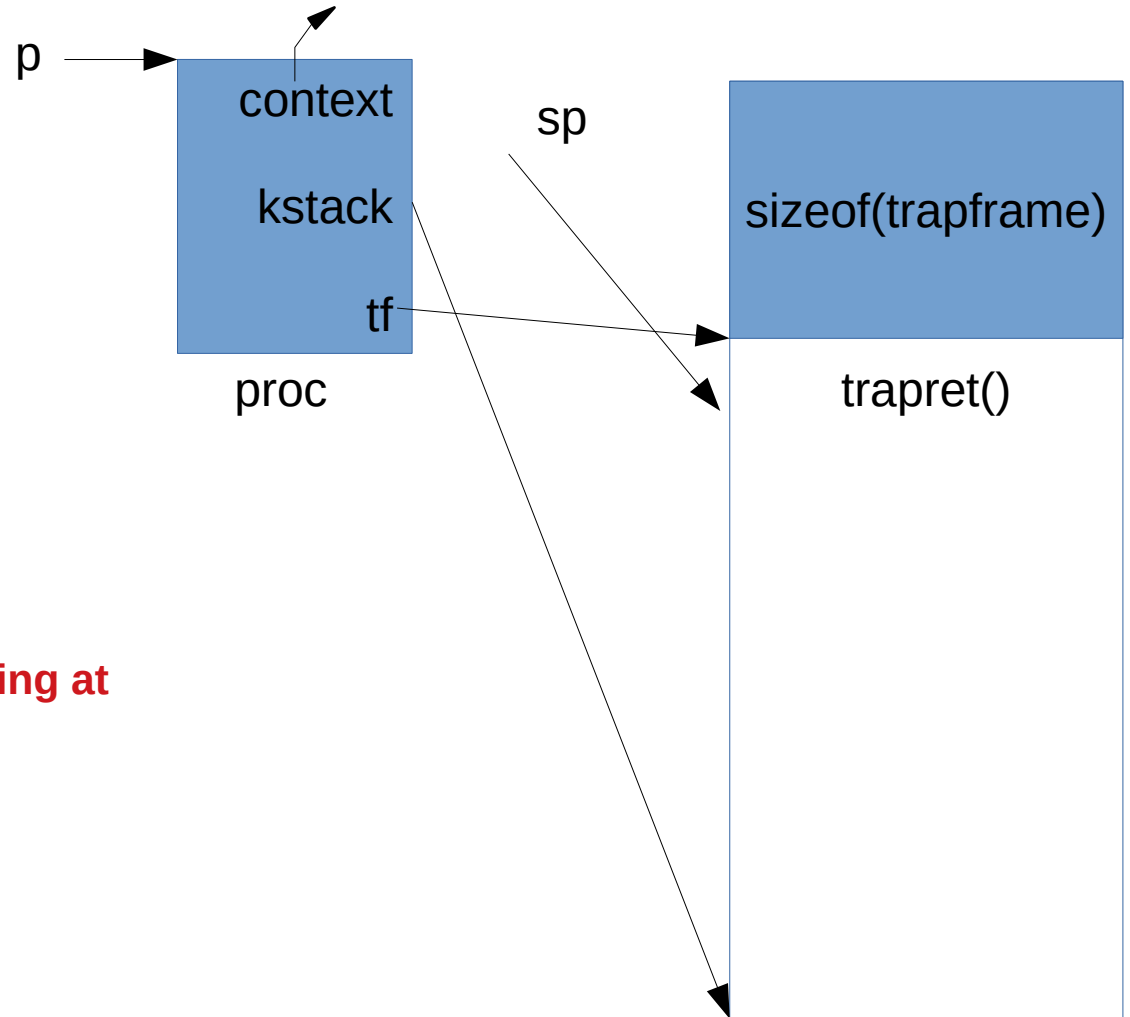 p
context
sp
kstack
sizeof(trapframe)
tf
proc
trapret()
ing at